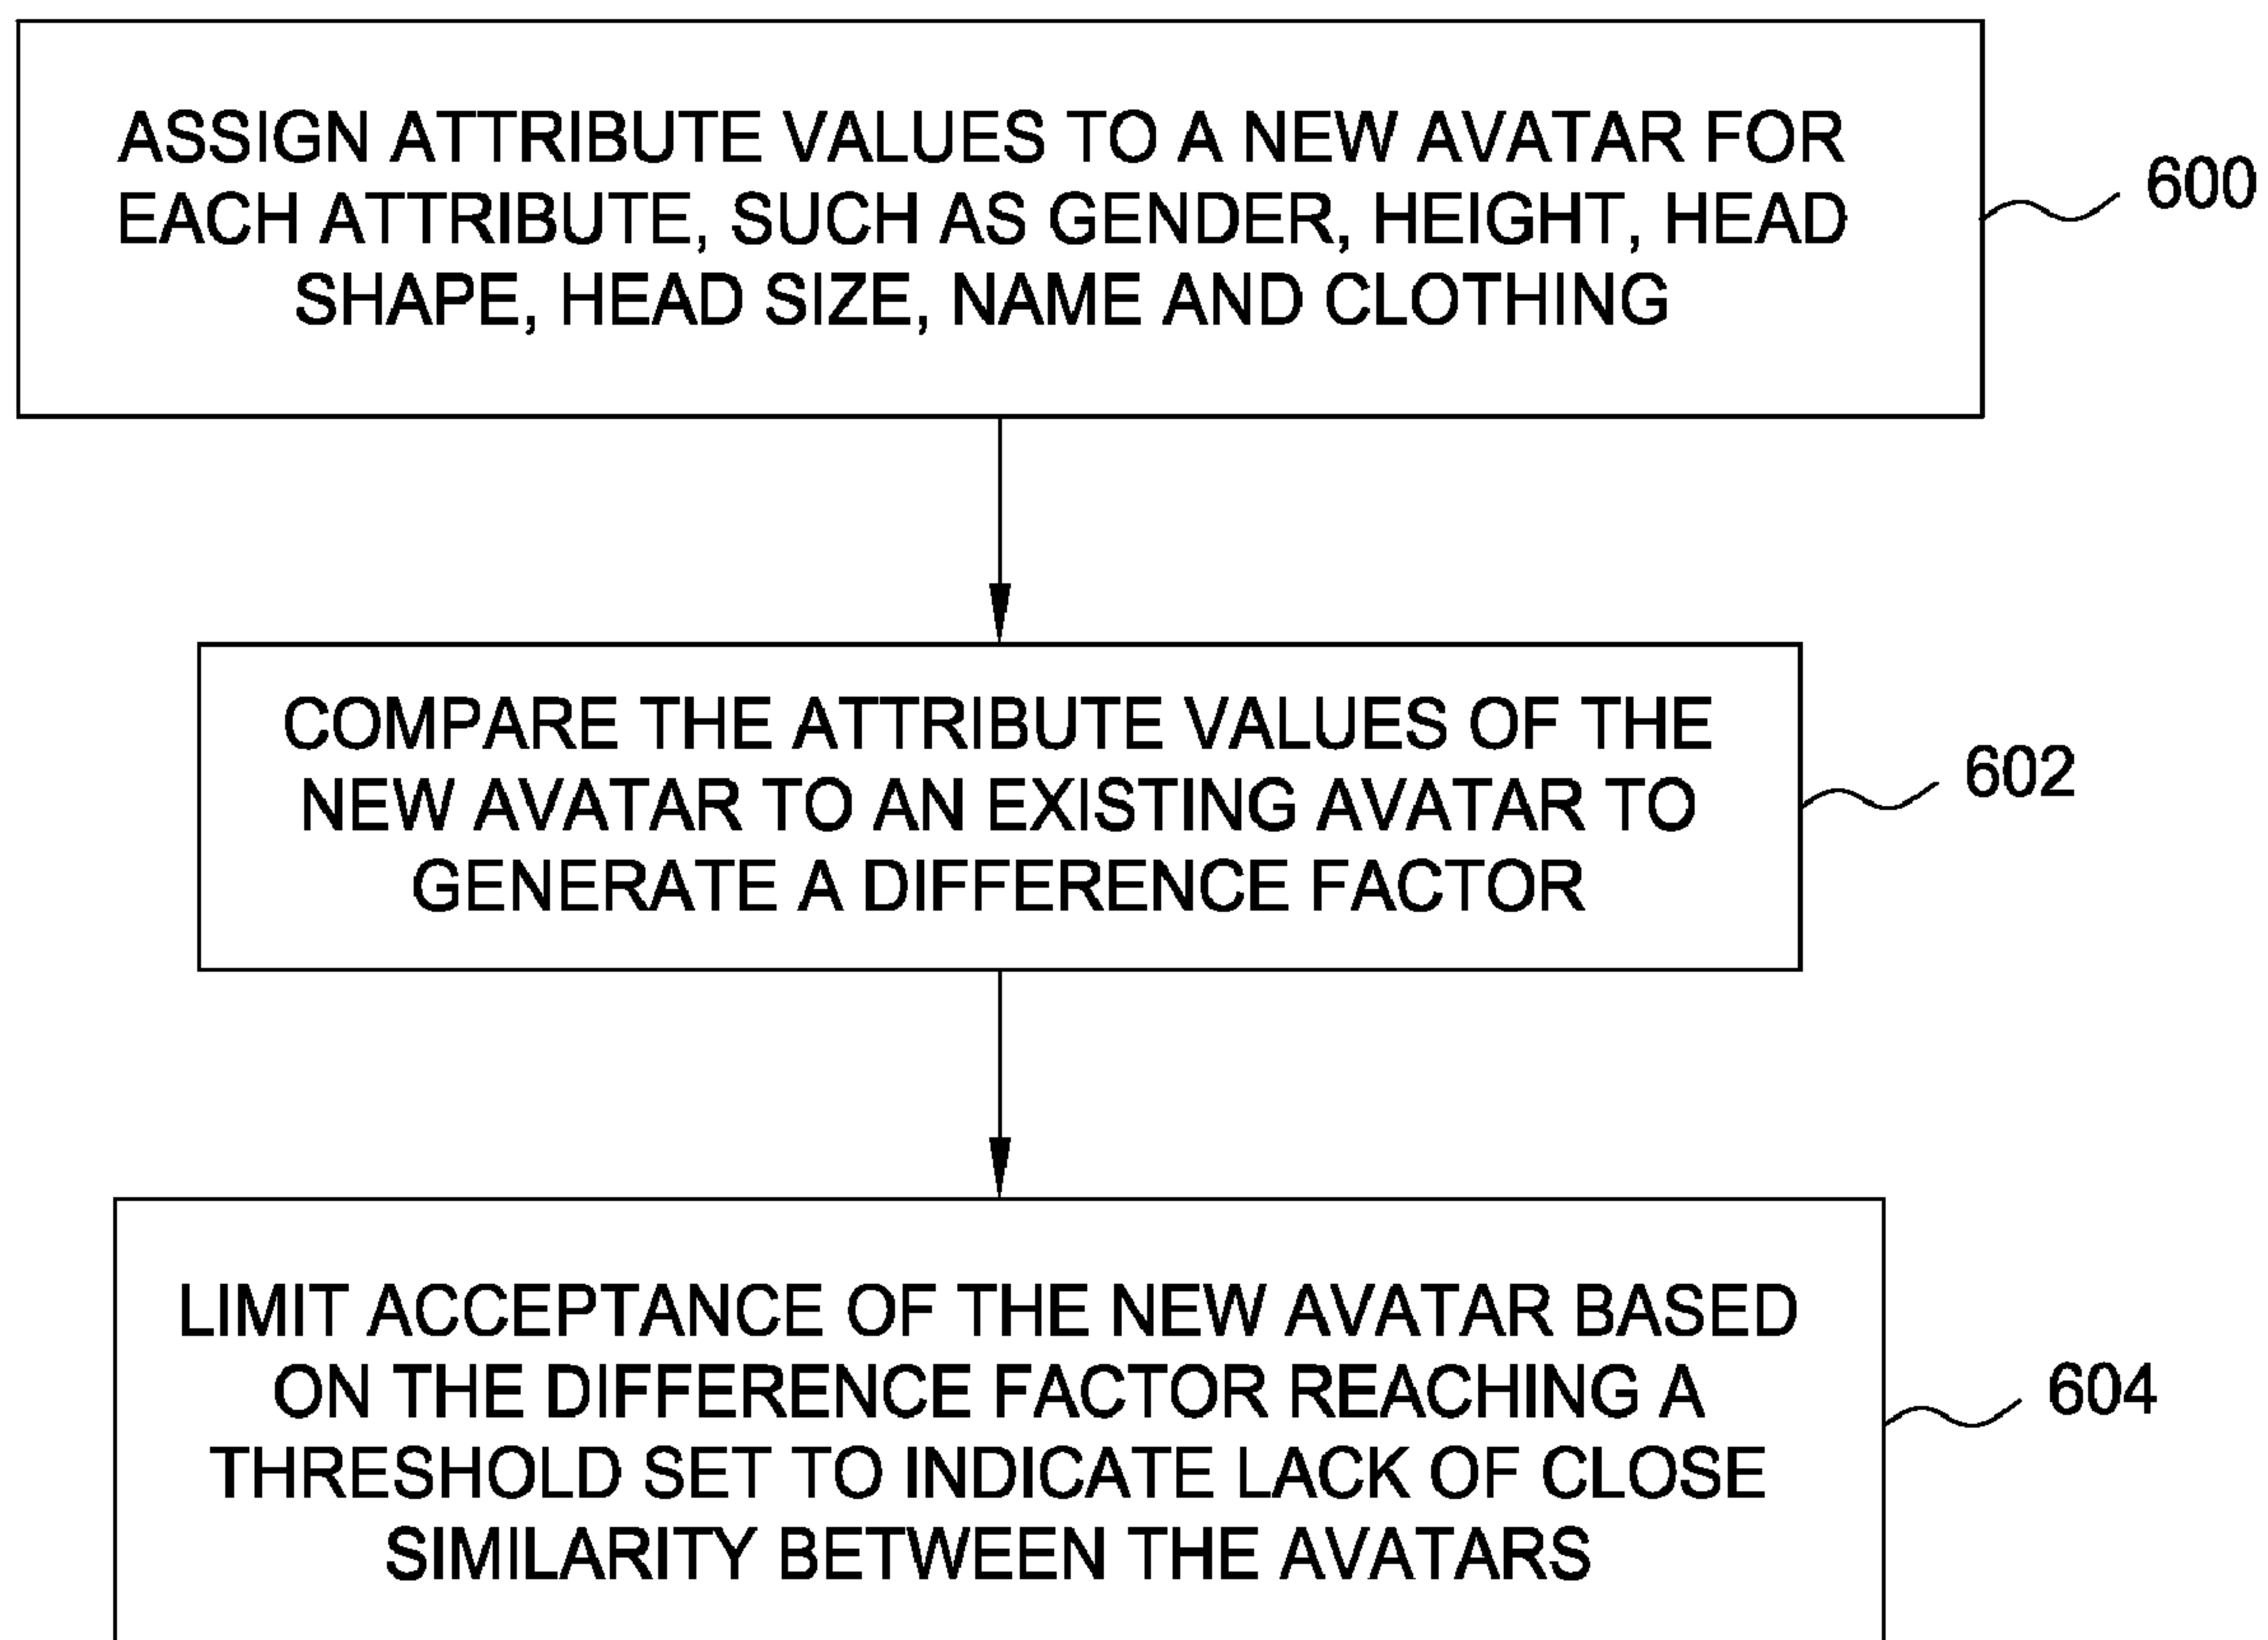 ASSIGN ATTRIBUTE VALUES TO A NEW AVATAR FOR
EACH ATTRIBUTE, SUCH AS GENDER, HEIGHT, HEAD
SHAPE, HEAD SIZE, NAME AND CLOTHING
600
COMPARE THE ATTRIBUTE VALUES OF THE
NEW AVATAR TO AN EXISTING AVATAR TO
GENERATE A DIFFERENCE FACTOR
602
LIMIT ACCEPTANCE OF THE NEW AVATAR BASED
ON THE DIFFERENCE FACTOR REACHING A
THRESHOLD SET TO INDICATE LACK OF CLOSE
SIMILARITY BETWEEN THE AVATARS
604